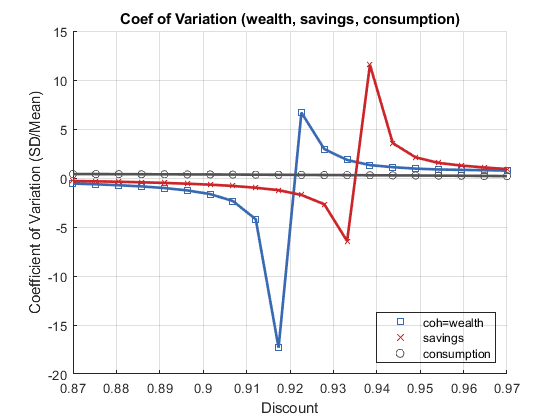 Coef of Variation (wealth, savings, consumption)
15
10
5
0
-5
-10
-15
-20
Coefficient of Variation (SD/Mean)
coh=wealth
savings
consumption
0.87 0.88 0.89 0.9 0.91 0.92 0.93 0.94 0.95 0.96 0.97
Discount